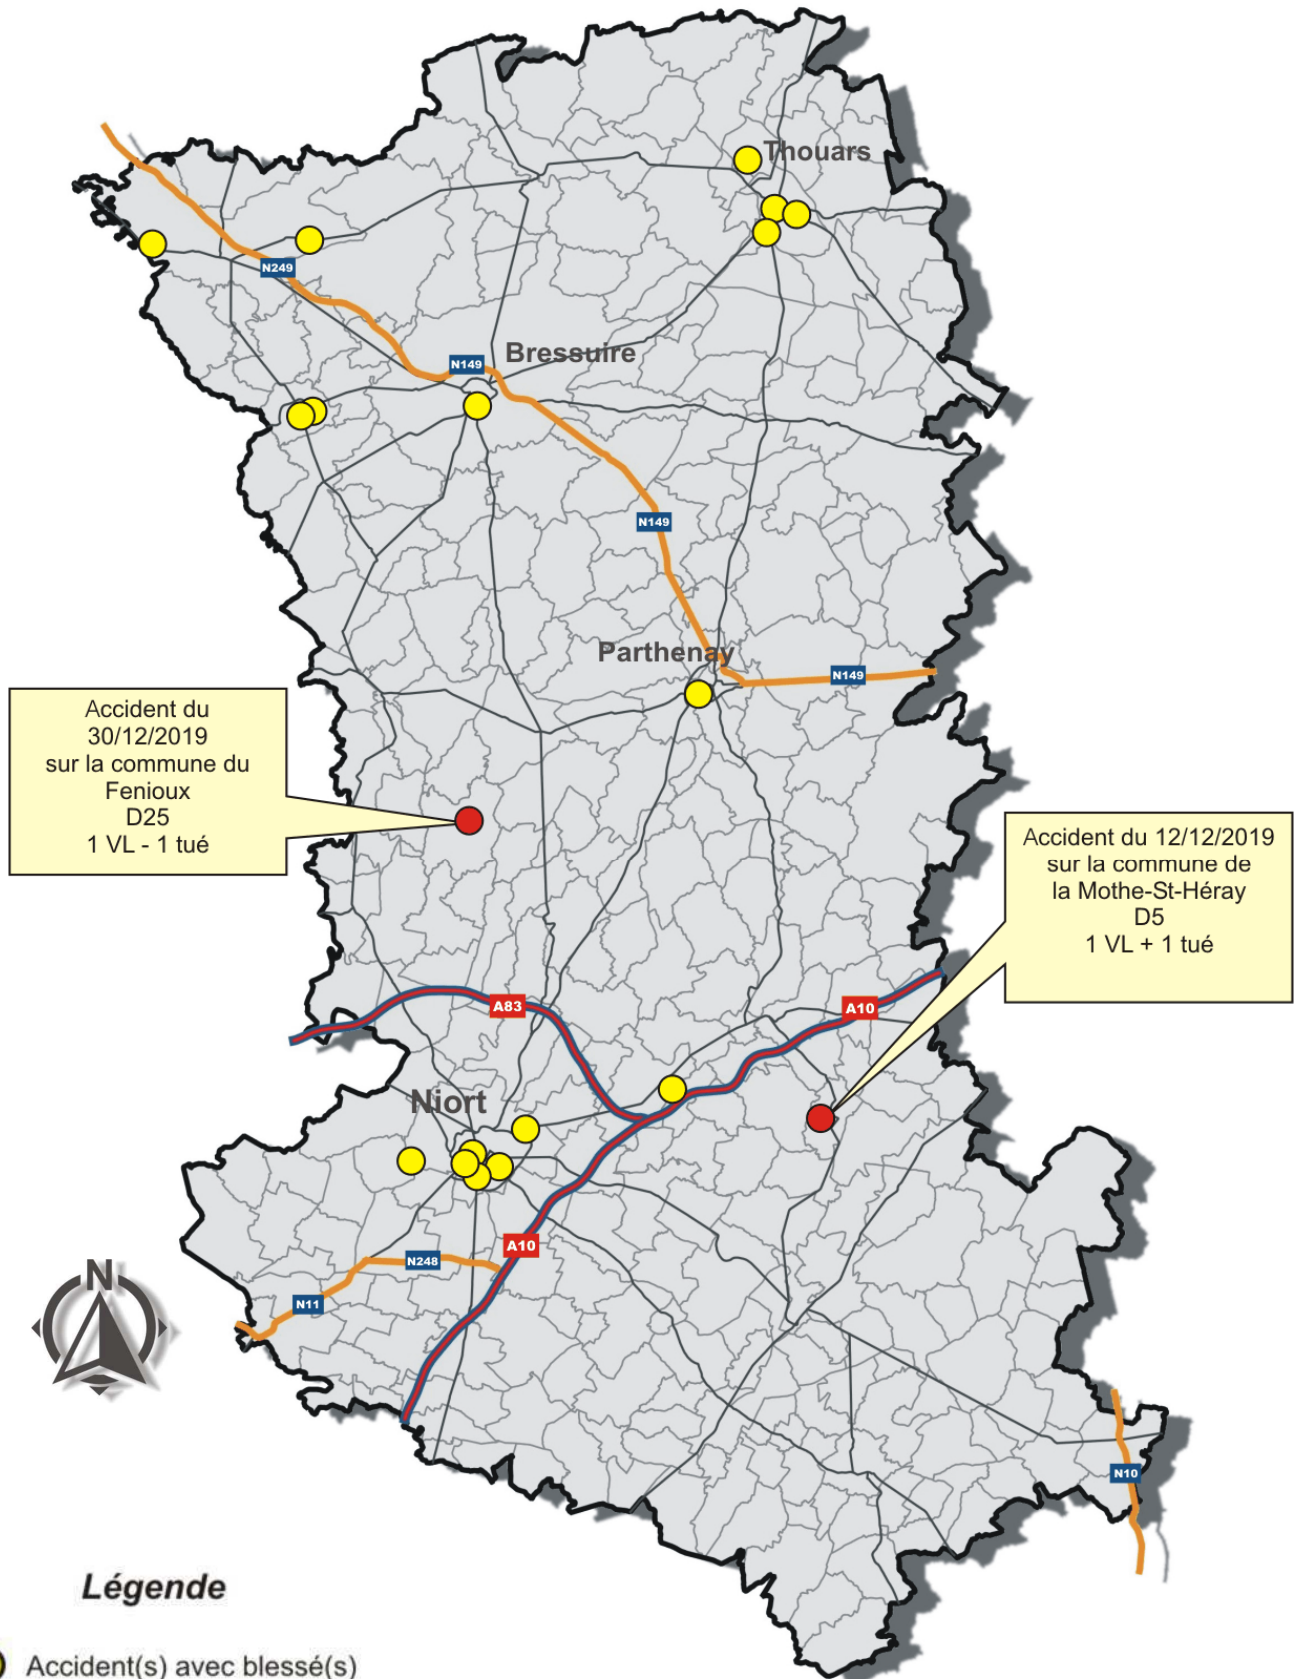 Thouars
N249
N149
Bressuire
N149
Parthenay
N149
Accident du
30/12/2019
sur la commune du
Fenioux
D25
1 VL - 1 tué
Accident du 12/12/2019
sur la commune de
la Mothe-St-Héray
D5
1 VL + 1 tué
A83
A10
Niort
A10
N248
N11
N
N10
Légende
Accident(s) avec blessé(s)